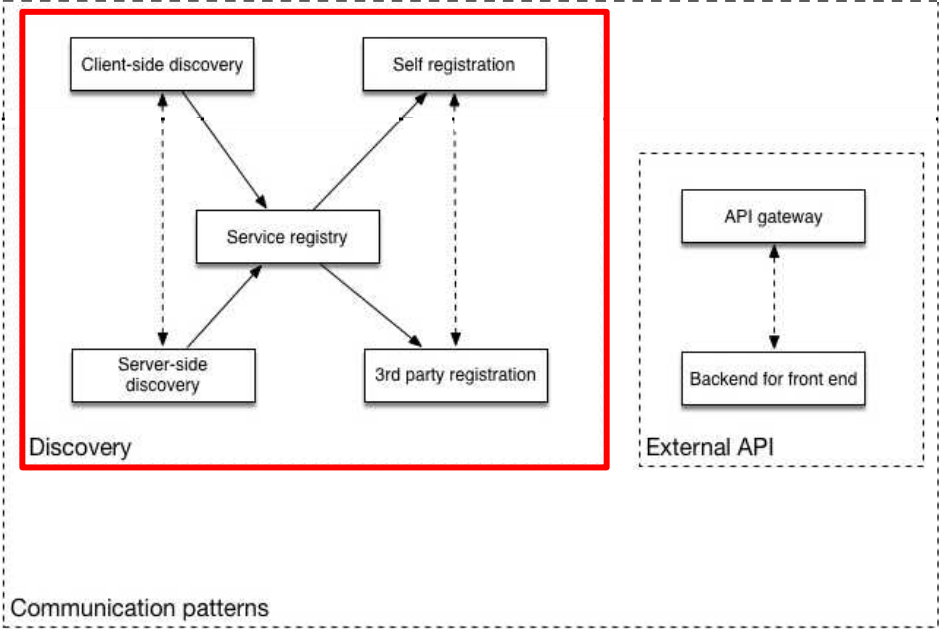 Client-side discovery
Self registration
Service registry
Server-side
discovery
3rd party registration
Discovery
API gateway
Backend for front end
External API
Communication patterns